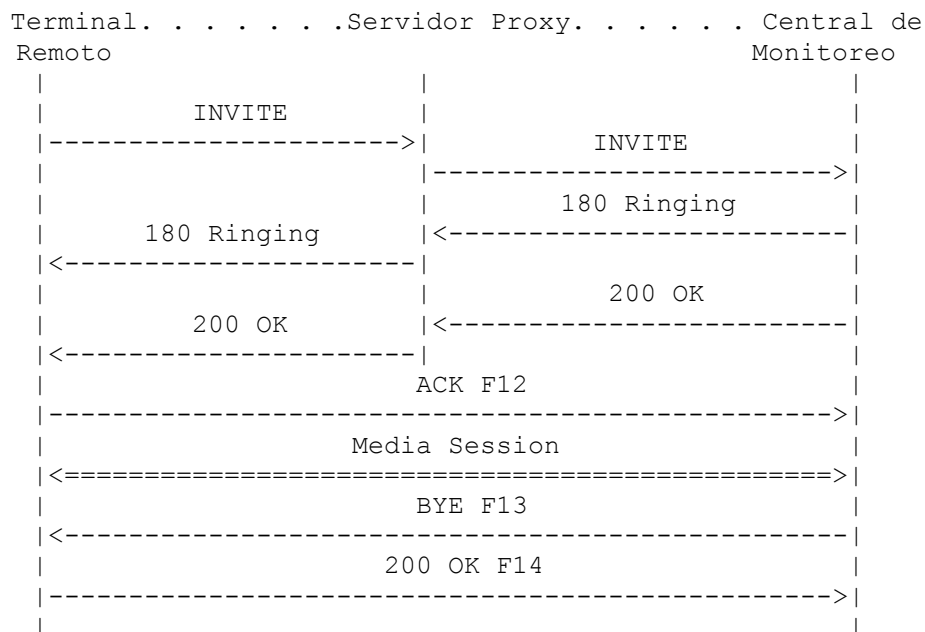 Terminal. . . . . . .Servidor Proxy. . . . . . Central de
Remoto Monitoreo
INVITE
INVITE
180 Ringing
180 Ringing
200 OK
200 OK
ACK F12
Media Session
BYE F13
200 OK F14